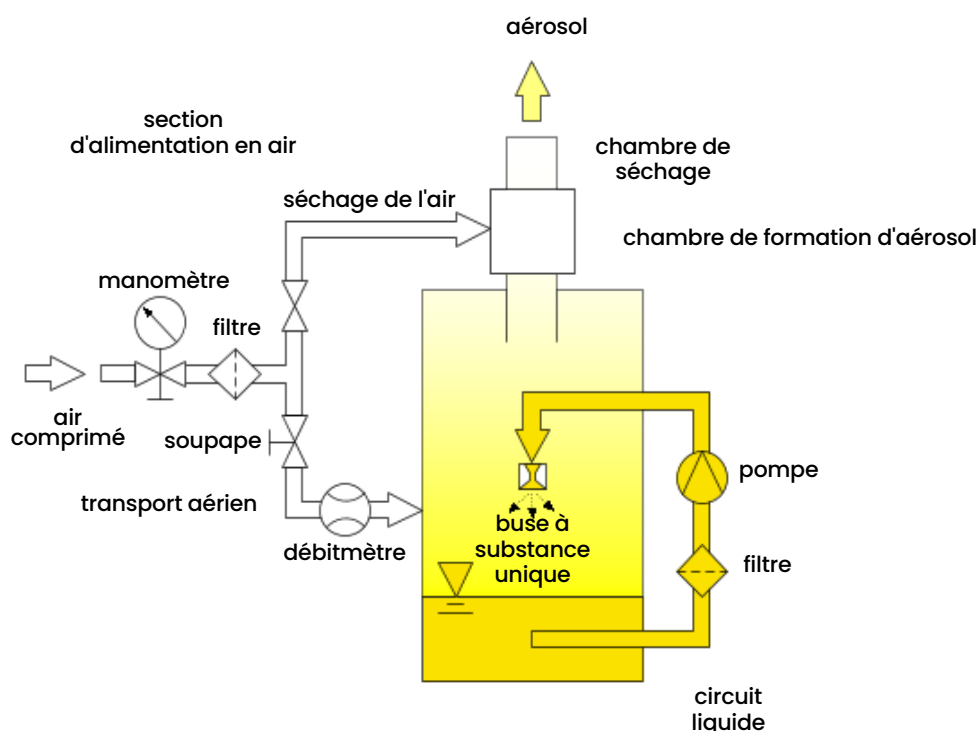 aérosol
section
d'alimentation en air
chambre de
séchage
séchage de l'air
chambre de formation d'aérosol
manomètre
filtre
air
comprimé
soupape
pompe
transport aérien
débitmètre
buse à
substance
unique
filtre
circuit
liquide